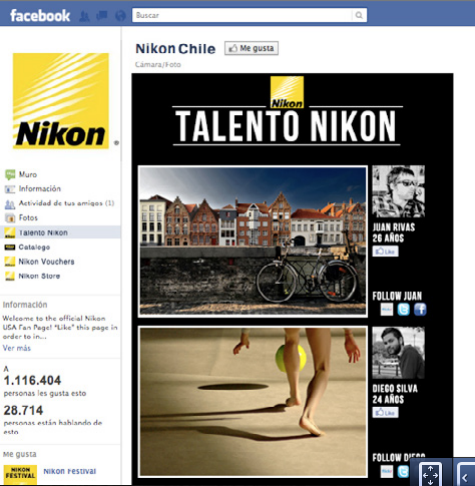 facebook
Buscar
Nikon Chile
Me gusta
Cámara/Foto
Nikon
Nikon
TALENTO NIKON
Muro
Información
Actividad de tus amigos (1)
Fotos
Talento Nikon
Catalogo
Nikon Vouchers
Nikon Store
Información
Welcome to the official Nikon
USA Fan Page! "Like" this page in
order to in...
Ver más
A
1.116.404
personas les gusta esto
28.714
personas están hablando de
esto
Me gusta
NIKON
FESTIVAL
Nikon Festival
JUAN RIVAS
26 AÑOS
Like
FOLLOW JUAN
DIEGO SILVA
24 AÑOS
Like
FOLLOW DIEGO